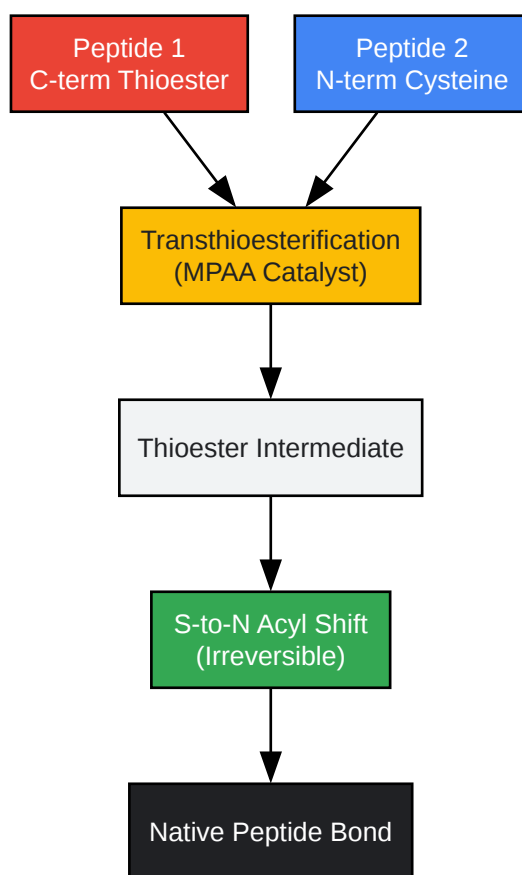 Peptide 1
C-term Thioester
Peptide 2
N-term Cysteine
Transthioesterification
(MPAA Catalyst)
Thioester Intermediate
S-to-N Acyl Shift
(Irreversible)
Native Peptide Bond